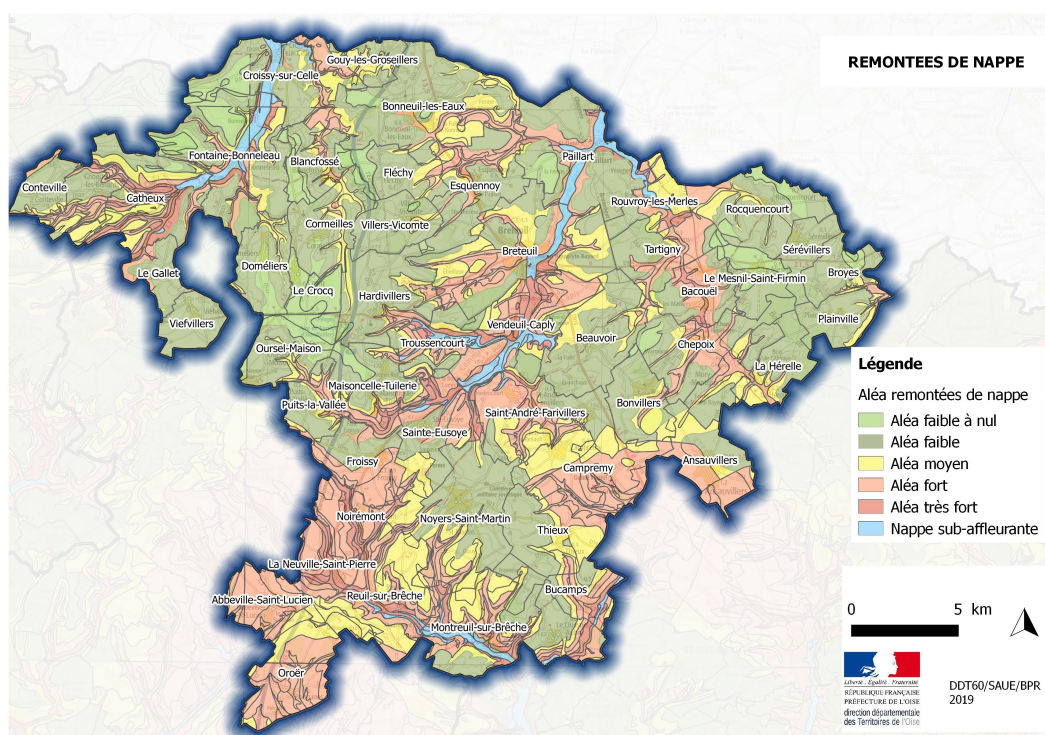 REMONTEES DE NAPPE
Gouy-les-Groseillers
Croissy-sur-Celle
Bonneuil-les-Eaux
Fontaine-Bonneleau
Blancfossé
Paillart
Fléchy
Conteville
Esquennoy
Catheux
Rouvroy-les-Merles
Rocquencourt
Cormeilles
Villers-Vicomte
Breteuil
Tartigny
Sérévillers
Doméliers
Le Gallet
Broyes
Le Mesnil-Saint-Firmin
Le Crocq
Hardivillers
Bacouël
Viefvillers
Plainville
Vendeuil-Caply
Beauvoir
Troussencourt
Chepoix
Oursel-Maison
La Hérelle
Maisoncelle-Tuilerie
Puits-la-Vallée
Bonvillers
Saint-André-Farivillers
Sainte-Eusoye
Froissy
Campremy
Ansauvillers
Noirémont
Noyers-Saint-Martin
Thieux
La Neuville-Saint-Pierre
Bucamps
Abbeville-Saint-Lucien
Reuil-sur-Brêche
Montreuil-sur-Brêche
Oroër
Légende
Aléa remontées de nappe
Aléa faible à nul
Aléa faible
Aléa moyen
Aléa fort
Aléa très fort
Nappe sub-affleurante
0 5 km
Liberté . Égalité . Fraternité
RÉPUBLIQUE FRANÇAISE
PRÉFECTURE DE L'OISE
direction départementale
des Territoires de l'Oise
DDT60/SAUE/BPR
2019